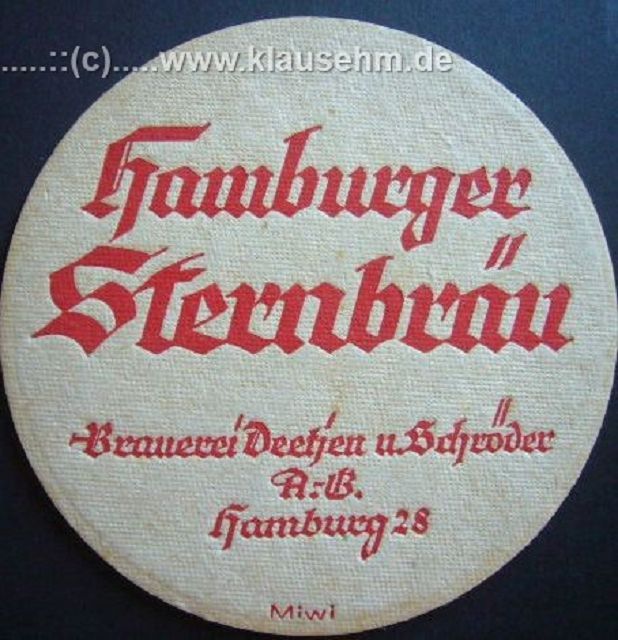 .....::(c).....www.klausehm.de
Hamburger
Sternbräu
Brauerei Deetjen u. Schröder
A.-G.
Hamburg 28
Miwi